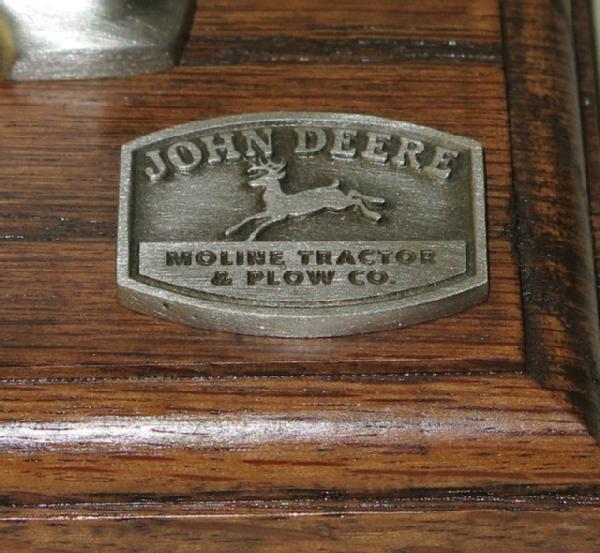 JOHN DEERE
MOLINE TRACTOR
& PLOW CO.